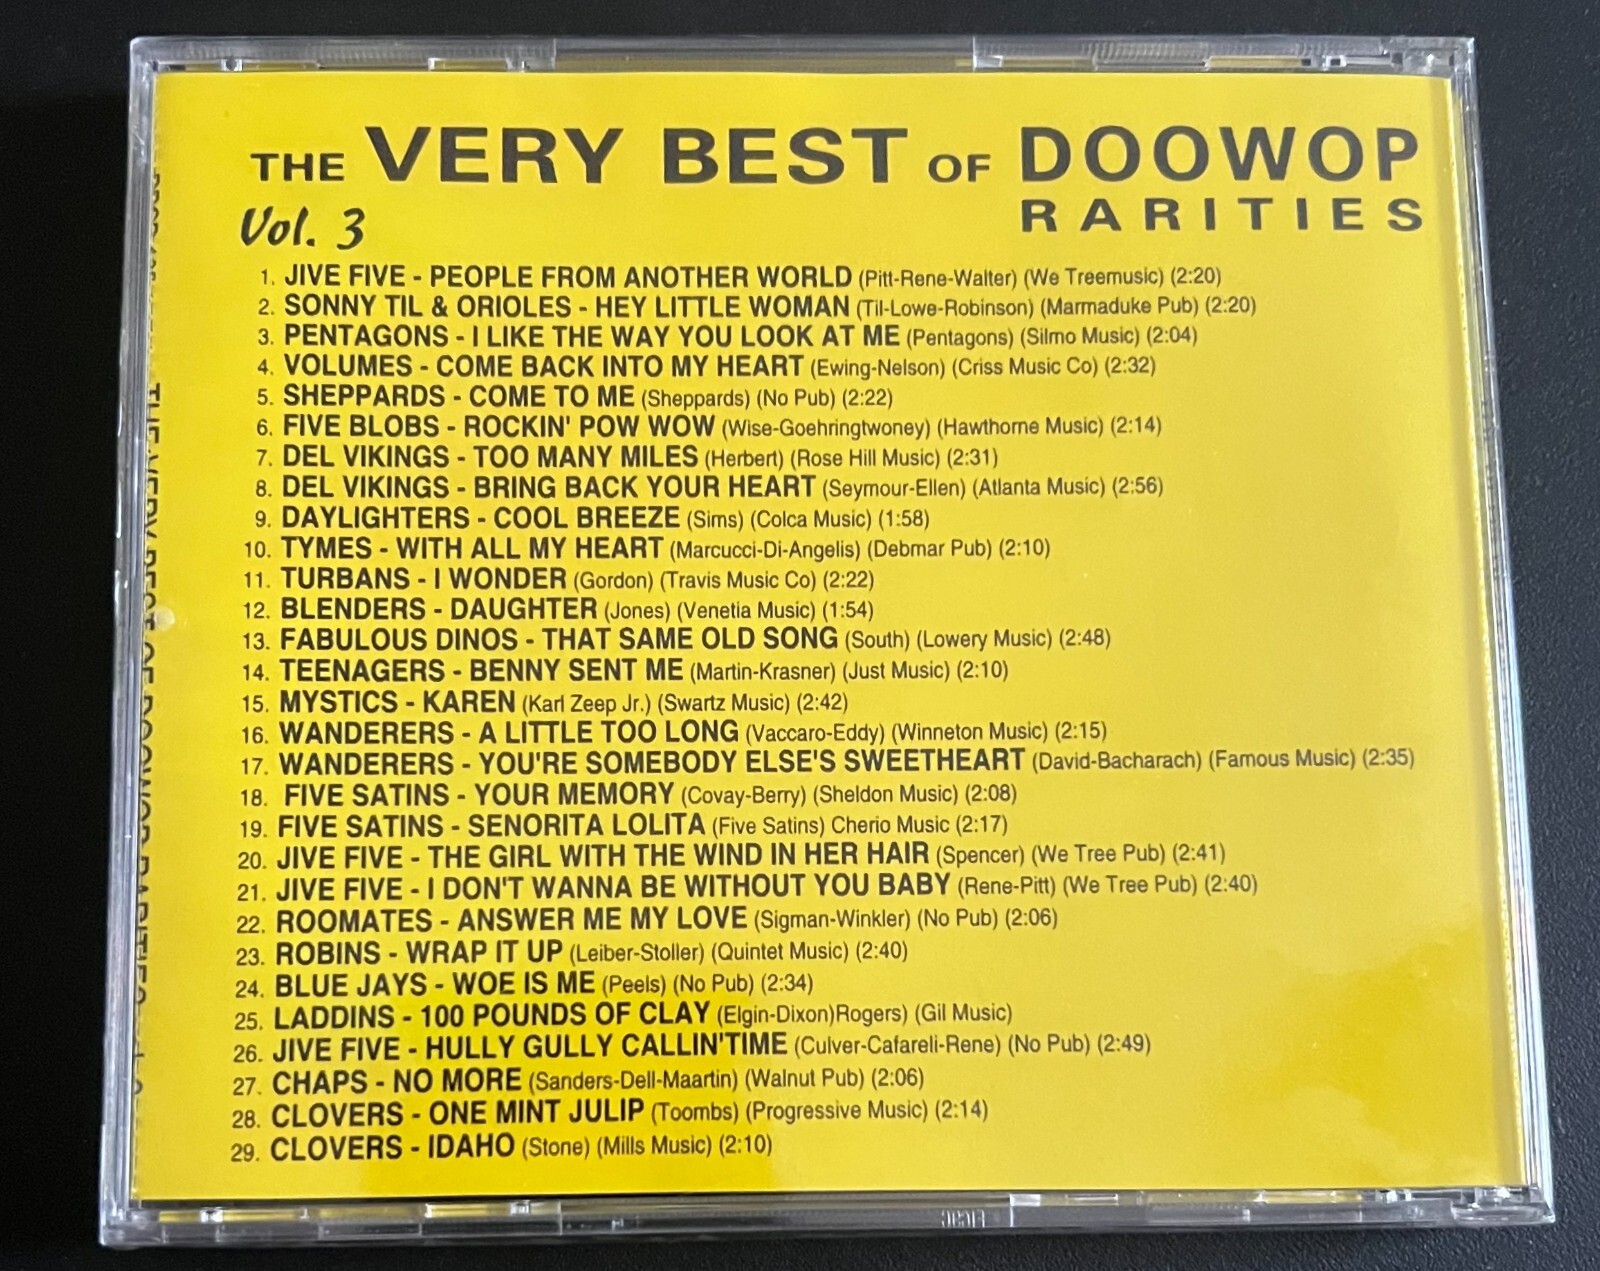 THE VERY BEST OF DOOWOP
RARITIES
Vol. 3
1. JIVE FIVE - PEOPLE FROM ANOTHER WORLD (Pitt-Rene-Walter) (We Treemusic) (2:20)
2. SONNY TIL & ORIOLES - HEY LITTLE WOMAN (Til-Lowe-Robinson) (Marmaduke Pub) (2:20)
3. PENTAGONS - I LIKE THE WAY YOU LOOK AT ME (Pentagons) (Silmo Music) (2:04)
4. VOLUMES - COME BACK INTO MY HEART (Ewing-Nelson) (Criss Music Co) (2:32)
5. SHEPPARDS - COME TO ME (Sheppards) (No Pub) (2:22)
6. FIVE BLOBS - ROCKIN' POW WOW (Wise-Goehringtwoney) (Hawthorne Music) (2:14)
7. DEL VIKINGS - TOO MANY MILES (Herbert) (Rose Hill Music) (2:31)
8. DEL VIKINGS - BRING BACK YOUR HEART (Seymour-Ellen) (Atlanta Music) (2:56)
9. DAYLIGHTERS - COOL BREEZE (Sims) (Colca Music) (1:58)
10. TYMES - WITH ALL MY HEART (Marcucci-Di-Angelis) (Debmar Pub) (2:10)
11. TURBANS - I WONDER (Gordon) (Travis Music Co) (2:22)
12. BLENDERS - DAUGHTER (Jones) (Venetia Music) (1:54)
13. FABULOUS DINOS - THAT SAME OLD SONG (South) (Lowery Music) (2:48)
14. TEENAGERS - BENNY SENT ME (Martin-Krasner) (Just Music) (2:10)
15. MYSTICS - KAREN (Karl Zeep Jr.) (Swartz Music) (2:42)
16. WANDERERS - A LITTLE TOO LONG (Vaccaro-Eddy) (Winneton Music) (2:15)
17. WANDERERS - YOU'RE SOMEBODY ELSE'S SWEETHEART (David-Bacharach) (Famous Music) (2:35)
18. FIVE SATINS - YOUR MEMORY (Covay-Berry) (Sheldon Music) (2:08)
19. FIVE SATINS - SENORITA LOLITA (Five Satins) Cherio Music (2:17)
20. JIVE FIVE - THE GIRL WITH THE WIND IN HER HAIR (Spencer) (We Tree Pub) (2:41)
21. JIVE FIVE - I DON'T WANNA BE WITHOUT YOU BABY (Rene-Pitt) (We Tree Pub) (2:40)
22. ROOMATES - ANSWER ME MY LOVE (Sigman-Winkler) (No Pub) (2:06)
23. ROBINS - WRAP IT UP (Leiber-Stoller) (Quintet Music) (2:40)
24. BLUE JAYS - WOE IS ME (Peels) (No Pub) (2:34)
25. LADDINS - 100 POUNDS OF CLAY (Elgin-Dixon)Rogers) (Gil Music)
26. JIVE FIVE - HULLY GULLY CALLIN'TIME (Culver-Cafareli-Rene) (No Pub) (2:49)
27. CHAPS - NO MORE (Sanders-Dell-Maartin) (Walnut Pub) (2:06)
28. CLOVERS - ONE MINT JULIP (Toombs) (Progressive Music) (2:14)
29. CLOVERS - IDAHO (Stone) (Mills Music) (2:10)
THE VERY BEST OF DOOWOP RARITIES